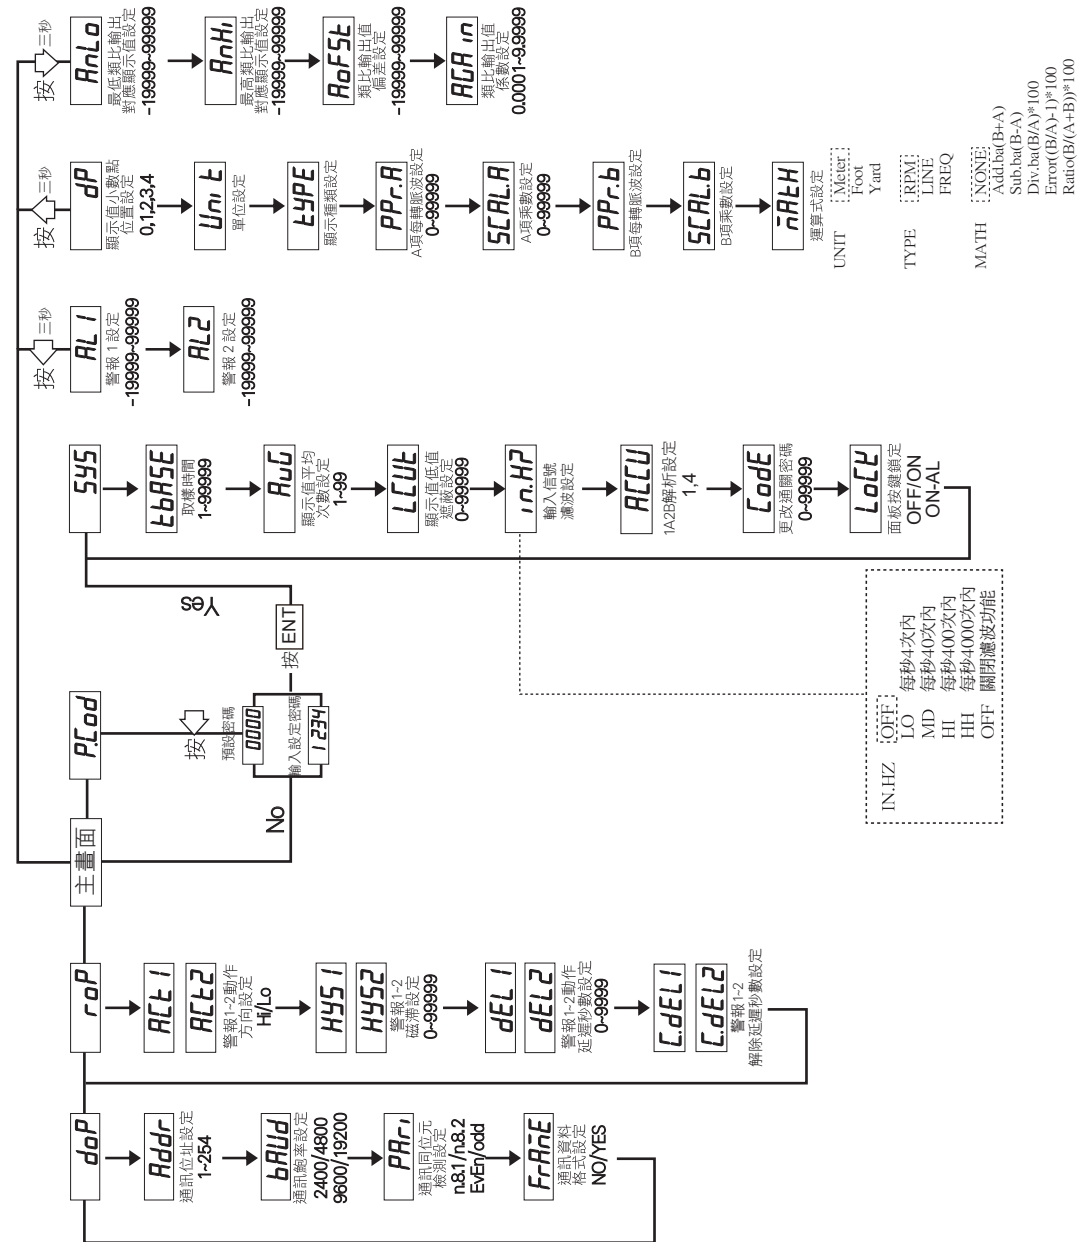 主畫面
P.Cod
按
預設密碼
0000
輸入設定密碼
1234
No
按 ENT
Yes
doP
Addr
通訊位址設定
1~254
bAUd
通訊鮑率設定
2400/4800
9600/19200
PAri
通訊同位元
檢測設定
n.8.1/n.8.2
EvEn/odd
FrAmE
通訊資料
格式設定
NO/YES
roP
ACt1
ACt2
警報1~2動作
方向設定
Hi/Lo
HYS1
HYS2
警報1~2
磁滯設定
0~9999
dEL1
dEL2
警報1~2動作
延遲秒數設定
0~9999
C.dEL1
C.dEL2
警報1~2
解除延遲秒數設定
SYS
tbASE
取樣時間
1~99999
AvG
顯示值平均
次數設定
1~99
LCUt
顯示值低值
遮蔽設定
0~99999
in.HZ
輸入信號
濾波設定
ACCU
1A2B解析設定
1,4
CodE
更改通關密碼
0~99999
LoCK
面板按鍵鎖定
OFF/ON
ON-AL
IN.HZ
OFF
LO 每秒4次內
MD 每秒40次內
HI 每秒400次內
HH 每秒4000次內
OFF 關閉濾波功能
按 三秒
AL1
警報 1 設定
-19999~99999
AL2
警報 2 設定
-19999~99999
按 三秒
dP
顯示值小數點
位置設定
0,1,2,3,4
Unit
單位設定
tYPE
顯示種類設定
PPr.A
A項每轉脈波設定
0~99999
SCAL.A
A項乘數設定
0~99999
PPr.b
B項每轉脈波設定
SCAL.b
B項乘數設定
mAtH
運算式設定
UNIT Meter
Foot
Yard
TYPE RPM
LINE
FREQ
MATH NONE
Add.ba(B+A)
Sub.ba(B-A)
Div.ba(B/A)*100
Error((B/A)-1)*100
Ratio(B/(A+B))*100
按 三秒
AnLo
最低類比輸出
對應顯示值設定
-19999~99999
AnHi
最高類比輸出
對應顯示值設定
-19999~99999
AoFSt
類比輸出值
偏差設定
-19999~99999
AGAin
類比輸出值
係數設定
0.0001~9.9999